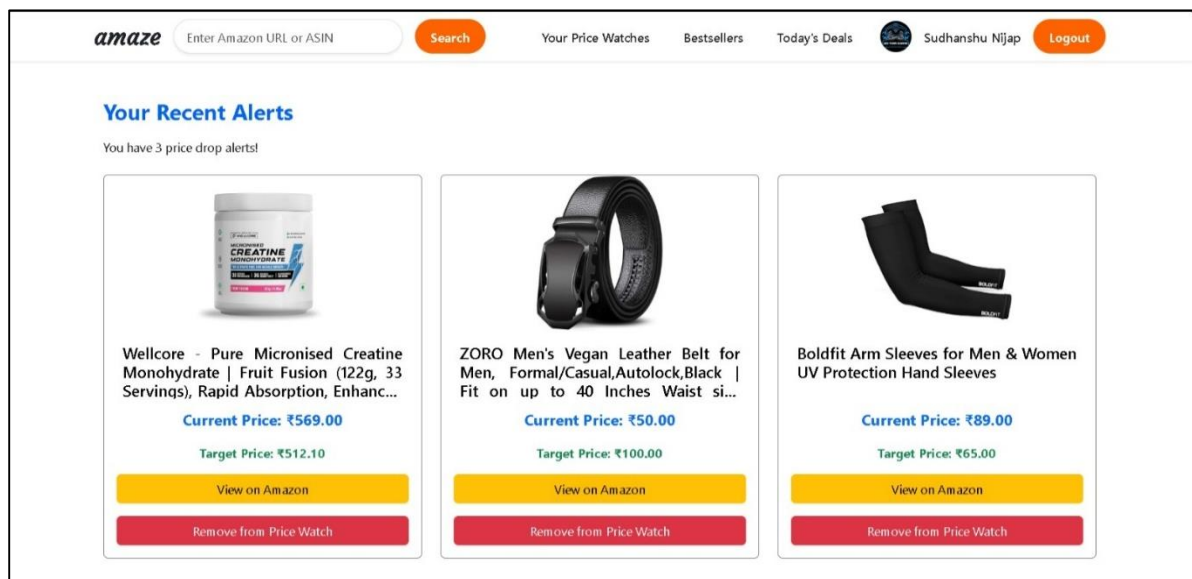 amaze
Enter Amazon URL or ASIN
Search
Your Price Watches
Bestsellers
Today's Deals
Sudhanshu Nijap
Logout
Your Recent Alerts
You have 3 price drop alerts!
CREATINE
MONOHYDRATE
Wellcore - Pure Micronised Creatine
Monohydrate | Fruit Fusion (122g, 33
Servings), Rapid Absorption, Enhanc...
Current Price: ₹569.00
Target Price: ₹512.10
View on Amazon
Remove from Price Watch
ZORO Men's Vegan Leather Belt for
Men, Formal/Casual,Autolock,Black |
Fit on up to 40 Inches Waist si...
Current Price: ₹50.00
Target Price: ₹100.00
View on Amazon
Remove from Price Watch
BOLDFIT
BOLDFIT
Boldfit Arm Sleeves for Men & Women
UV Protection Hand Sleeves
Current Price: ₹89.00
Target Price: ₹65.00
View on Amazon
Remove from Price Watch